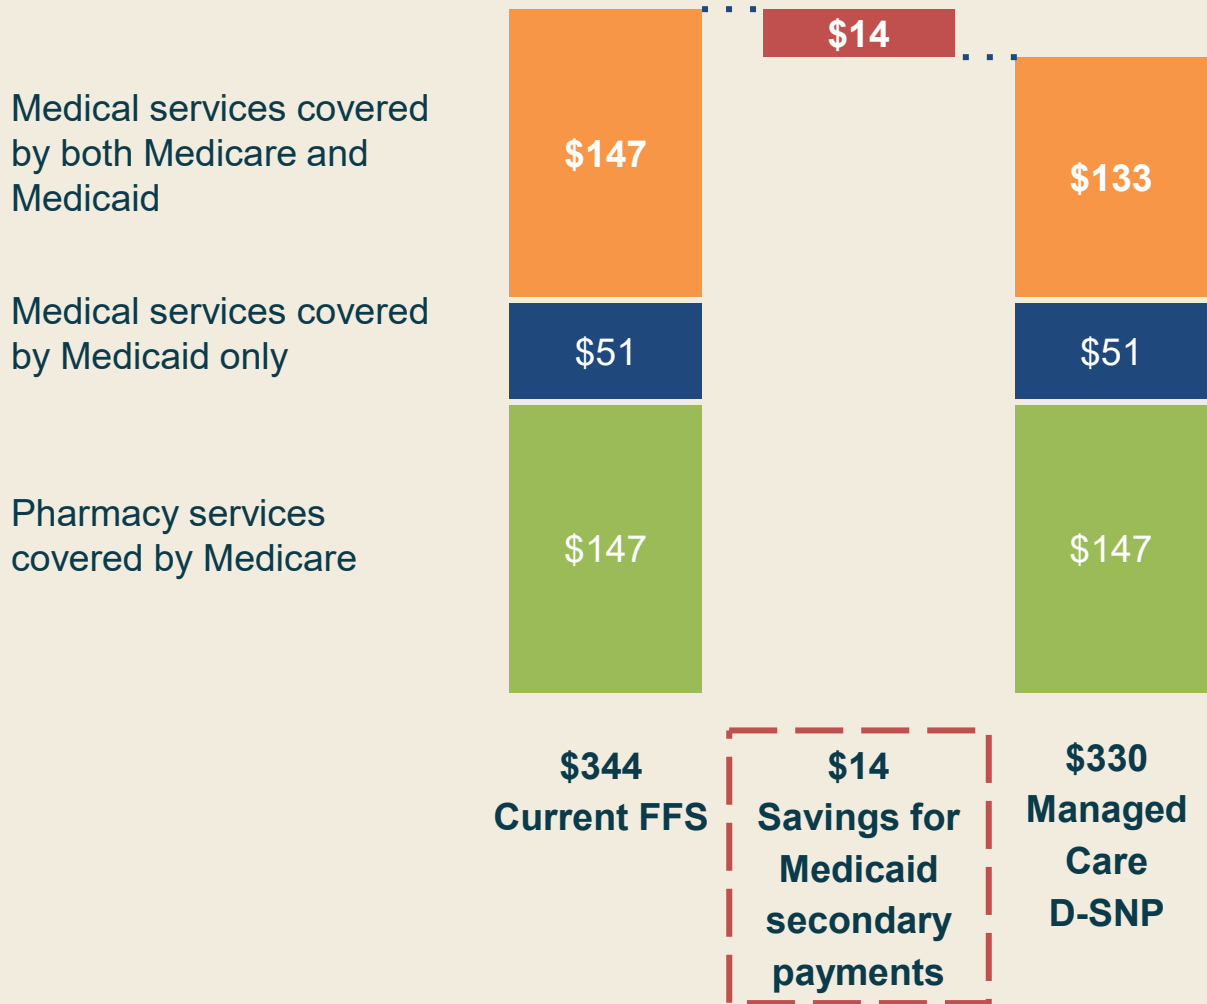 $14
Medical services covered
by both Medicare and
Medicaid
$147
$133
Medical services covered
by Medicaid only
$51
$51
Pharmacy services
covered by Medicare
$147
$147
$344
Current FFS
$14
Savings for
Medicaid
secondary
payments
$330
Managed
Care
D-SNP